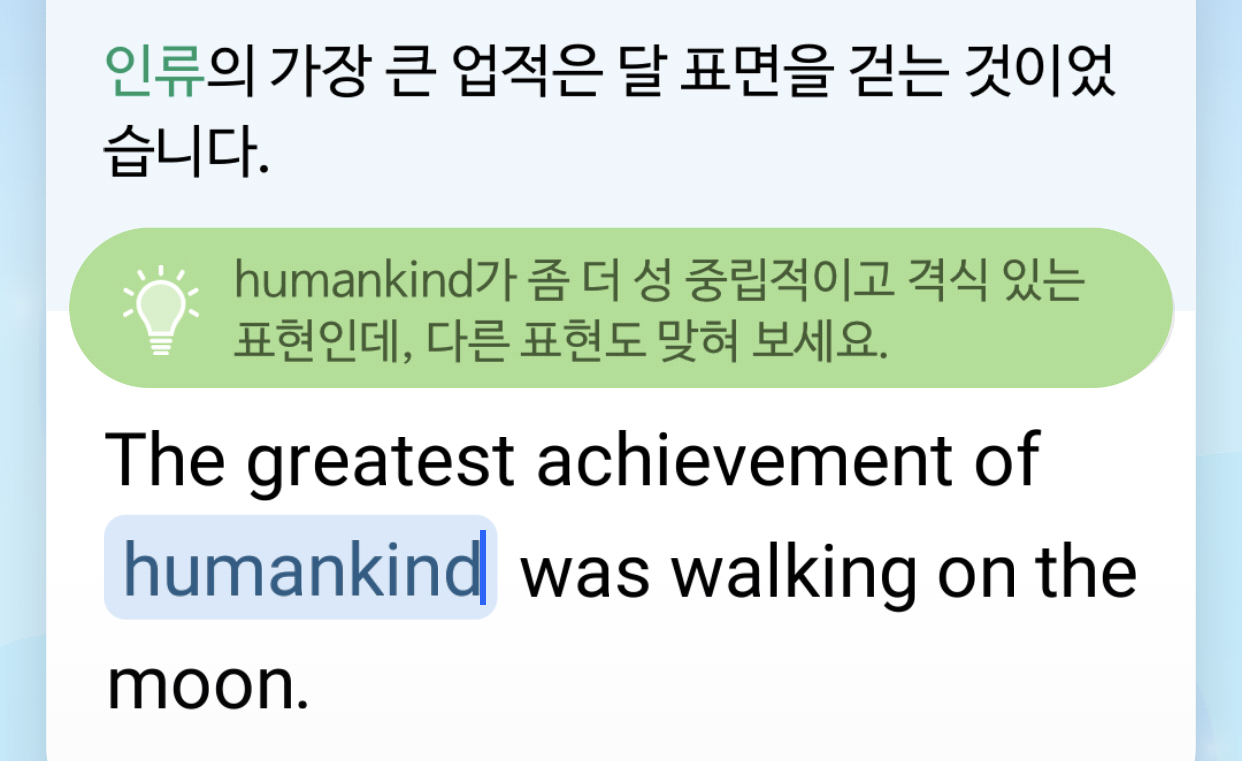 인류의 가장 큰 업적은 달 표면을 걷는 것이었
습니다.
humankind가 좀 더 성 중립적이고 격식 있는
표현인데, 다른 표현도 맞혀 보세요.
The greatest achievement of
humankind was walking on the
moon.